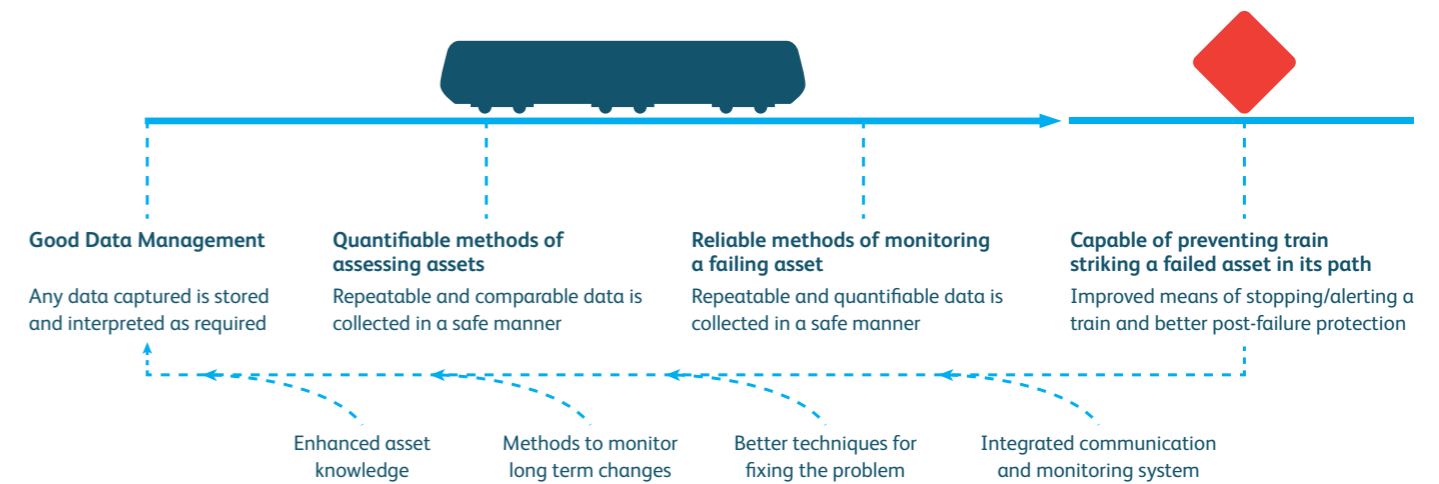 Good Data Management
Any data captured is stored
and interpreted as required
Quantifiable methods of
assessing assets
Repeatable and comparable data is
collected in a safe manner
Reliable methods of monitoring
a failing asset
Repeatable and quantifiable data is
collected in a safe manner
Capable of preventing train
striking a failed asset in its path
Improved means of stopping/alerting a
train and better post-failure protection
Enhanced asset
knowledge
Methods to monitor
long term changes
Better techniques for
fixing the problem
Integrated communication
and monitoring system